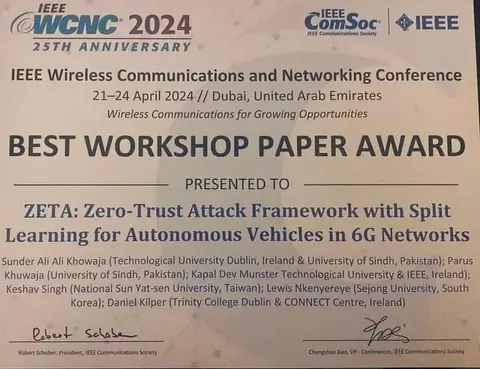 IEEE WCNC 2024
25TH ANNIVERSARY
IEEE ComSoc
IEEE Communications Society
IEEE
IEEE Wireless Communications and Networking Conference
21–24 April 2024 // Dubai, United Arab Emirates
Wireless Communications for Growing Opportunities
BEST WORKSHOP PAPER AWARD
PRESENTED TO
ZETA: Zero-Trust Attack Framework with Split
Learning for Autonomous Vehicles in 6G Networks
Sunder Ali Ali Khowaja (Technological University Dublin, Ireland & University of Sindh, Pakistan); Parus
Khuwaja (University of Sindh, Pakistan); Kapal Dev Munster Technological University & IEEE, Ireland);
Keshav Singh (National Sun Yat-sen University, Taiwan); Lewis Nkenyereye (Sejong University, South
Korea); Daniel Kilper (Trinity College Dublin & CONNECT Centre, Ireland)
Robert Schober
Robert Schober, President, IEEE Communications Society
Chengshan Xiao, VP - Conferences, IEEE Communications Society